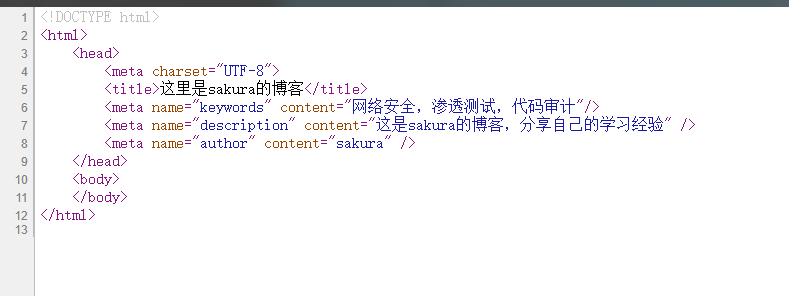 1 <!DOCTYPE html>
2 <html>
3 <head>
4 <meta charset="UTF-8">
5 <title>这里是sakura的博客</title>
6 <meta name="keywords" content="网络安全，渗透测试，代码审计"/>
7 <meta name="description" content="这是sakura的博客，分享自己的学习经验" />
8 <meta name="author" content="sakura" />
9 </head>
10 <body>
11 </body>
12 </html>
13